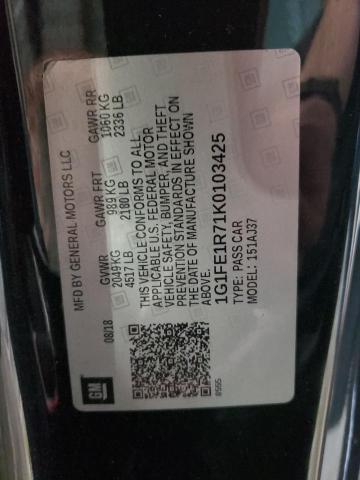 MFD BY GENERAL MOTORS LLC
08/18 GVWR GAWR FRT GAWR RR
2049 KG 989 KG 1060 KG
4517 LB 2180 LB 2336 LB
THIS VEHICLE CONFORMS TO ALL
APPLICABLE U.S. FEDERAL MOTOR
VEHICLE SAFETY, BUMPER, AND THEFT
PREVENTION STANDARDS IN EFFECT ON
THE DATE OF MANUFACTURE SHOWN
ABOVE.
1G1FE1R71K0103425
TYPE: PASS CAR
MODEL: 1S1AJ37
GM